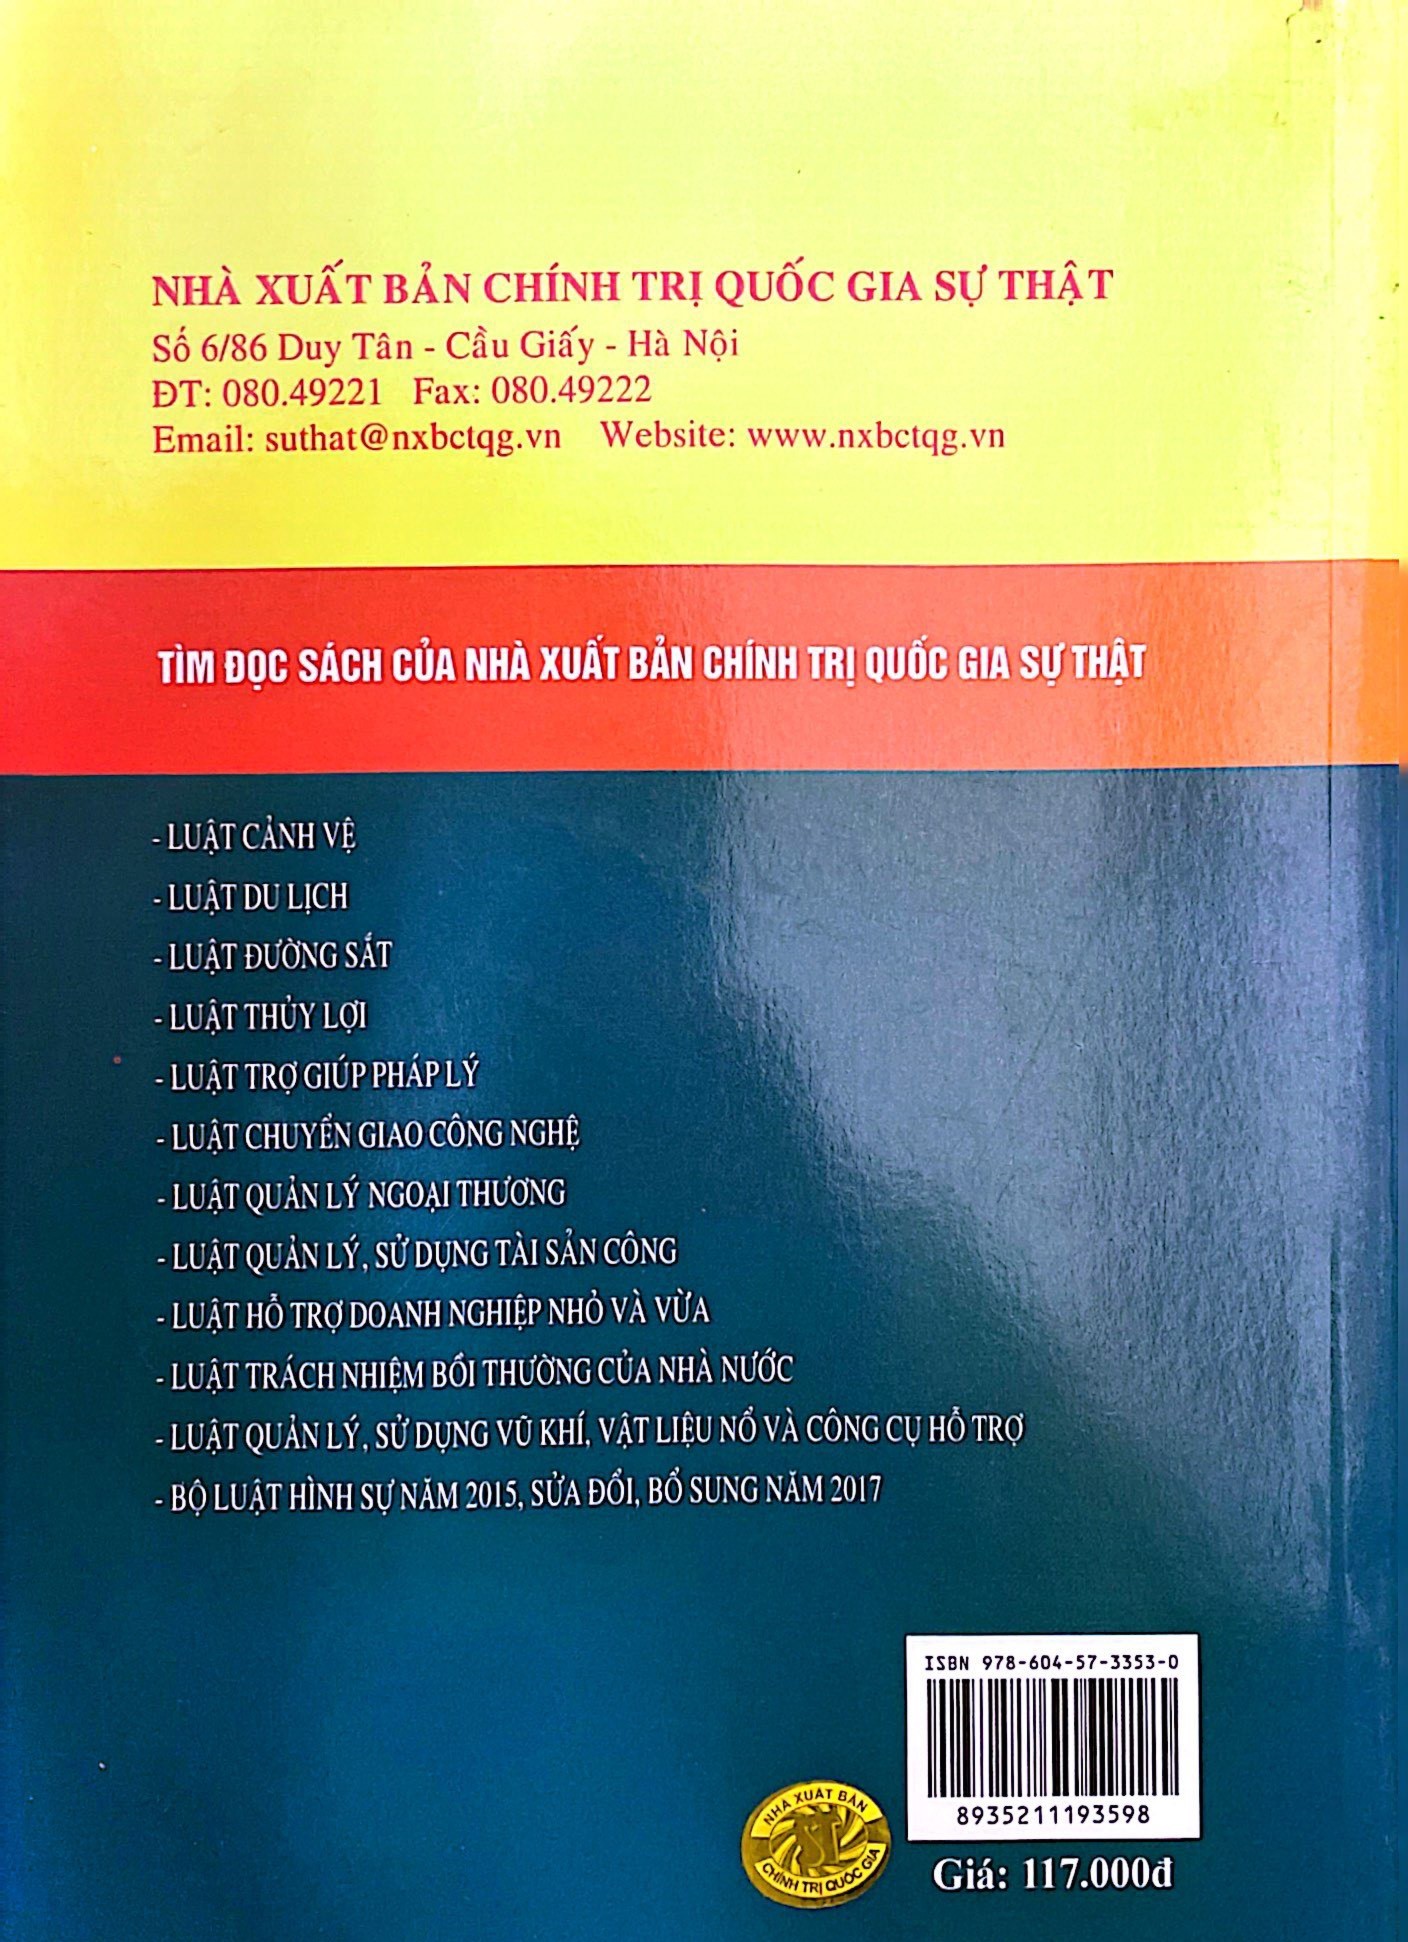 NHÀ XUẤT BẢN CHÍNH TRỊ QUỐC GIA SỰ THẬT
Số 6/86 Duy Tân - Cầu Giấy - Hà Nội
ĐT: 080.49221 Fax: 080.49222
Email: suthat@nxbctqg.vn Website: www.nxbctqg.vn
TÌM ĐỌC SÁCH CỦA NHÀ XUẤT BẢN CHÍNH TRỊ QUỐC GIA SỰ THẬT
- LUẬT CẢNH VỆ
- LUẬT DU LỊCH
- LUẬT ĐƯỜNG SẮT
- LUẬT THỦY LỢI
- LUẬT TRỢ GIÚP PHÁP LÝ
- LUẬT CHUYỂN GIAO CÔNG NGHỆ
- LUẬT QUẢN LÝ NGOẠI THƯƠNG
- LUẬT QUẢN LÝ, SỬ DỤNG TÀI SẢN CÔNG
- LUẬT HỖ TRỢ DOANH NGHIỆP NHỎ VÀ VỪA
- LUẬT TRÁCH NHIỆM BỒI THƯỜNG CỦA NHÀ NƯỚC
- LUẬT QUẢN LÝ, SỬ DỤNG VŨ KHÍ, VẬT LIỆU NỔ VÀ CÔNG CỤ HỖ TRỢ
- BỘ LUẬT HÌNH SỰ NĂM 2015, SỬA ĐỔI, BỔ SUNG NĂM 2017
ISBN 978-604-57-3353-0
8935211193598
NHÀ XUẤT BẢN
ST
CHÍNH TRỊ QUỐC GIA
Giá: 117.000đ